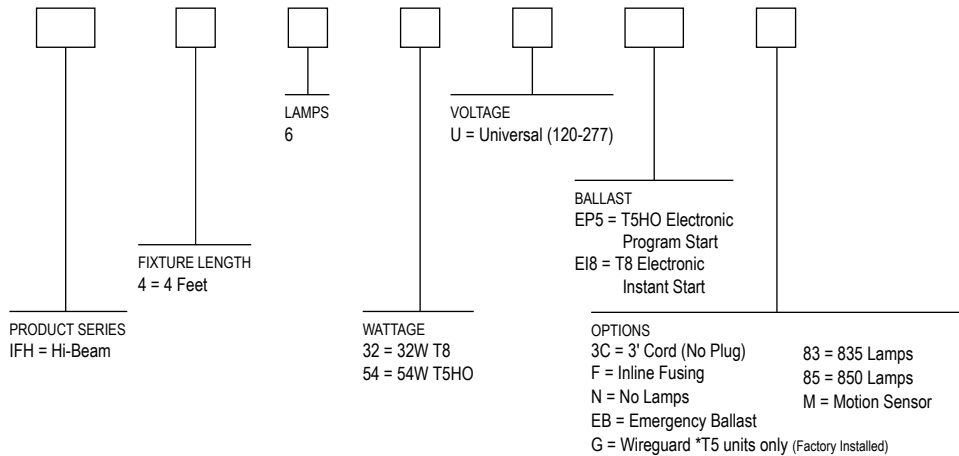 LAMPS
6
VOLTAGE
U = Universal (120-277)
BALLAST
EP5 = T5HO Electronic
Program Start
EI8 = T8 Electronic
Instant Start
FIXTURE LENGTH
4 = 4 Feet
PRODUCT SERIES
IFH = Hi-Beam
WATTAGE
32 = 32W T8
54 = 54W T5HO
OPTIONS
3C = 3' Cord (No Plug)
F = Inline Fusing
N = No Lamps
EB = Emergency Ballast
G = Wireguard *T5 units only (Factory Installed)
83 = 835 Lamps
85 = 850 Lamps
M = Motion Sensor